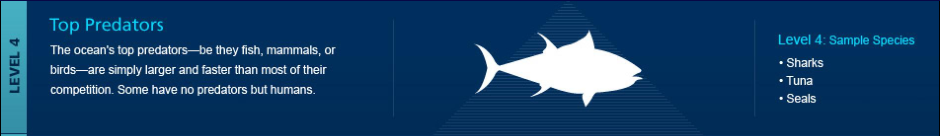 LEVEL 4
Top Predators
The ocean's top predators—be they fish, mammals, or
birds—are simply larger and faster than most of their
competition. Some have no predators but humans.
Level 4: Sample Species
• Sharks
• Tuna
• Seals